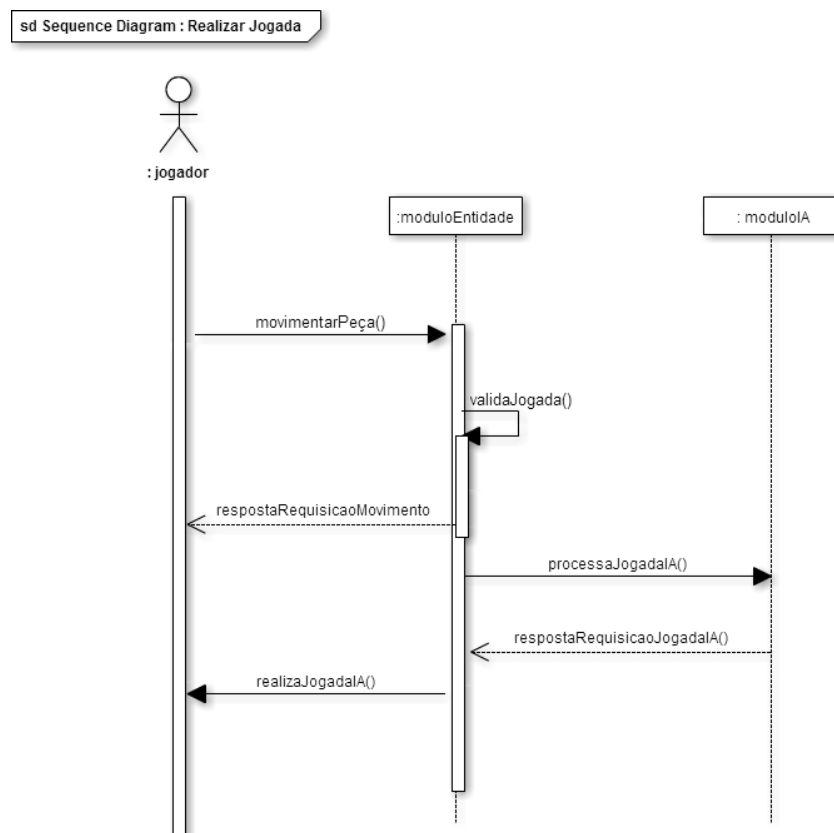 sd Sequence Diagram : Realizar Jogada
: jogador
:moduloEntidade
: moduloIA
movimentarPeça()
validaJogada()
respostaRequisicaoMovimento
processaJogadaIA()
respostaRequisicaoJogadaIA()
realizaJogadaIA()